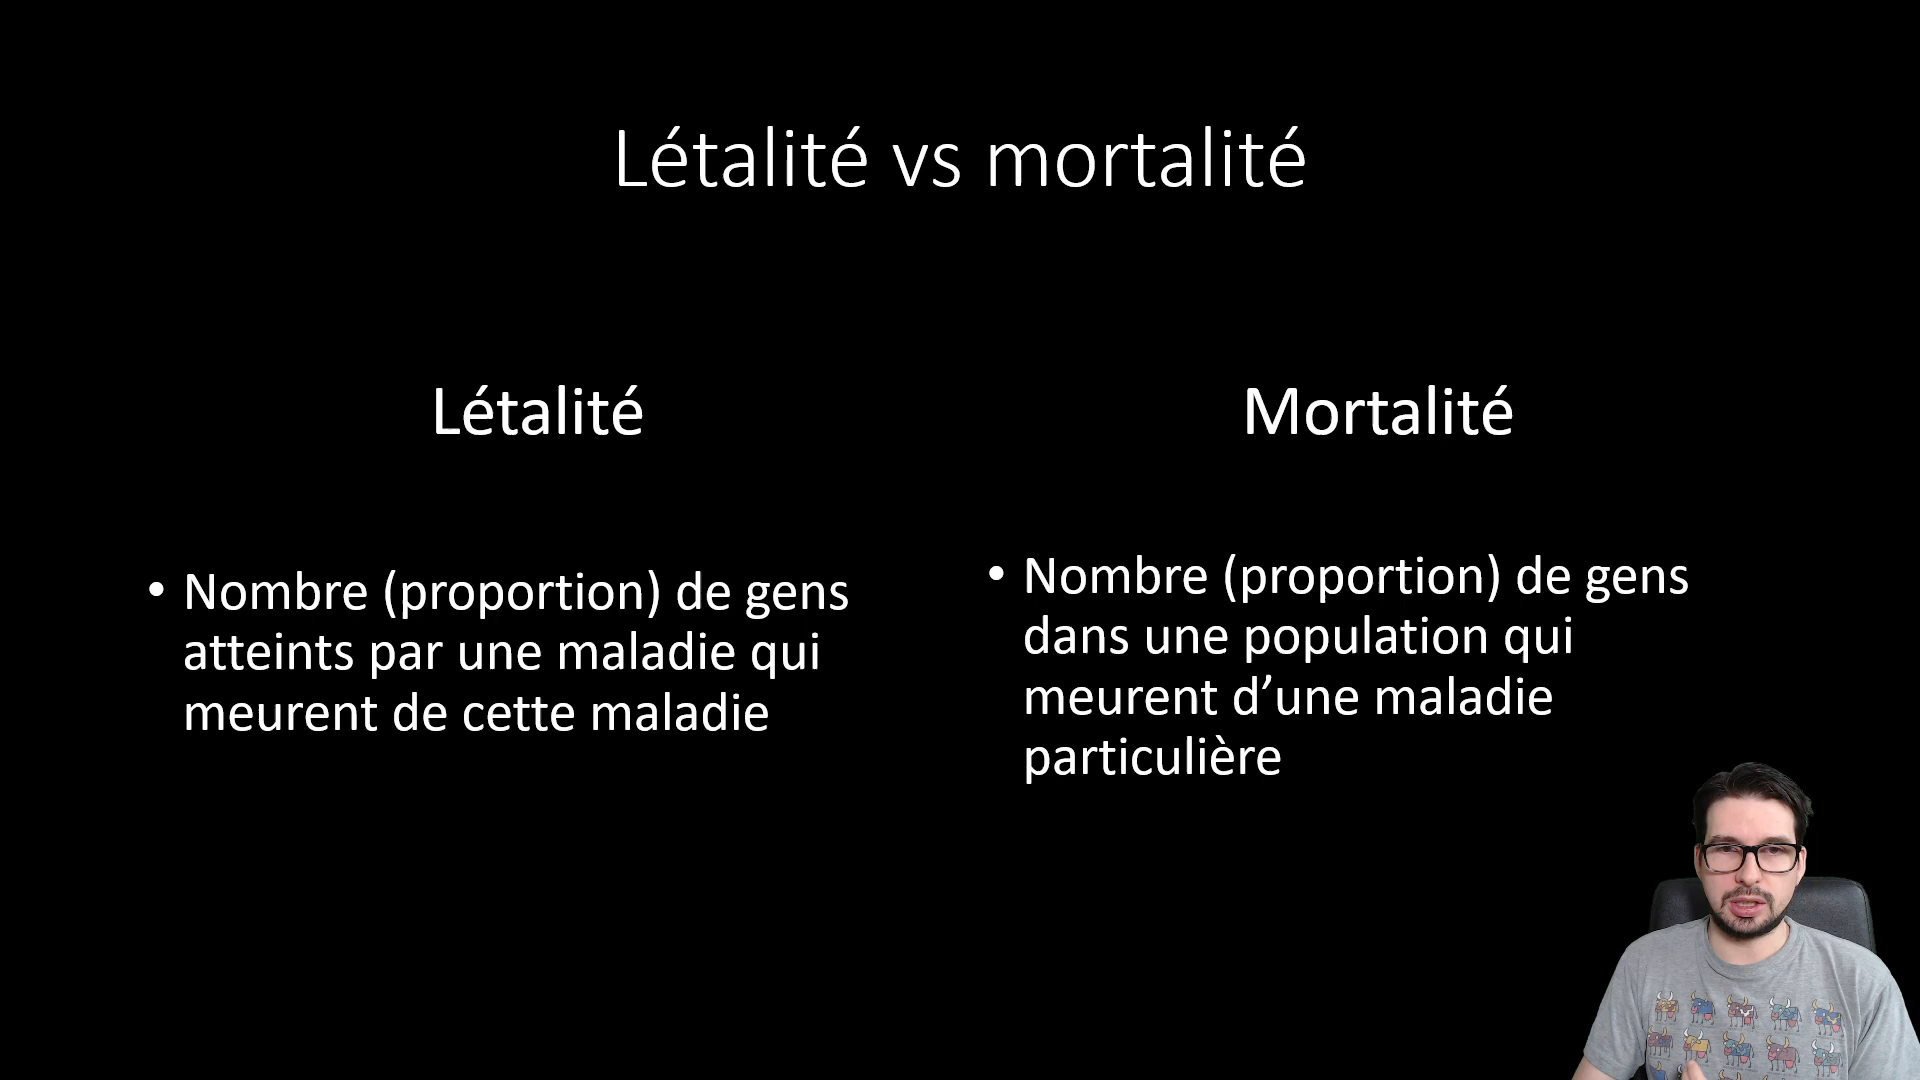 Létalité vs mortalité
Létalité
• Nombre (proportion) de gens
atteints par une maladie qui
meurent de cette maladie
Mortalité
• Nombre (proportion) de gens
dans une population qui
meurent d’une maladie
particulière